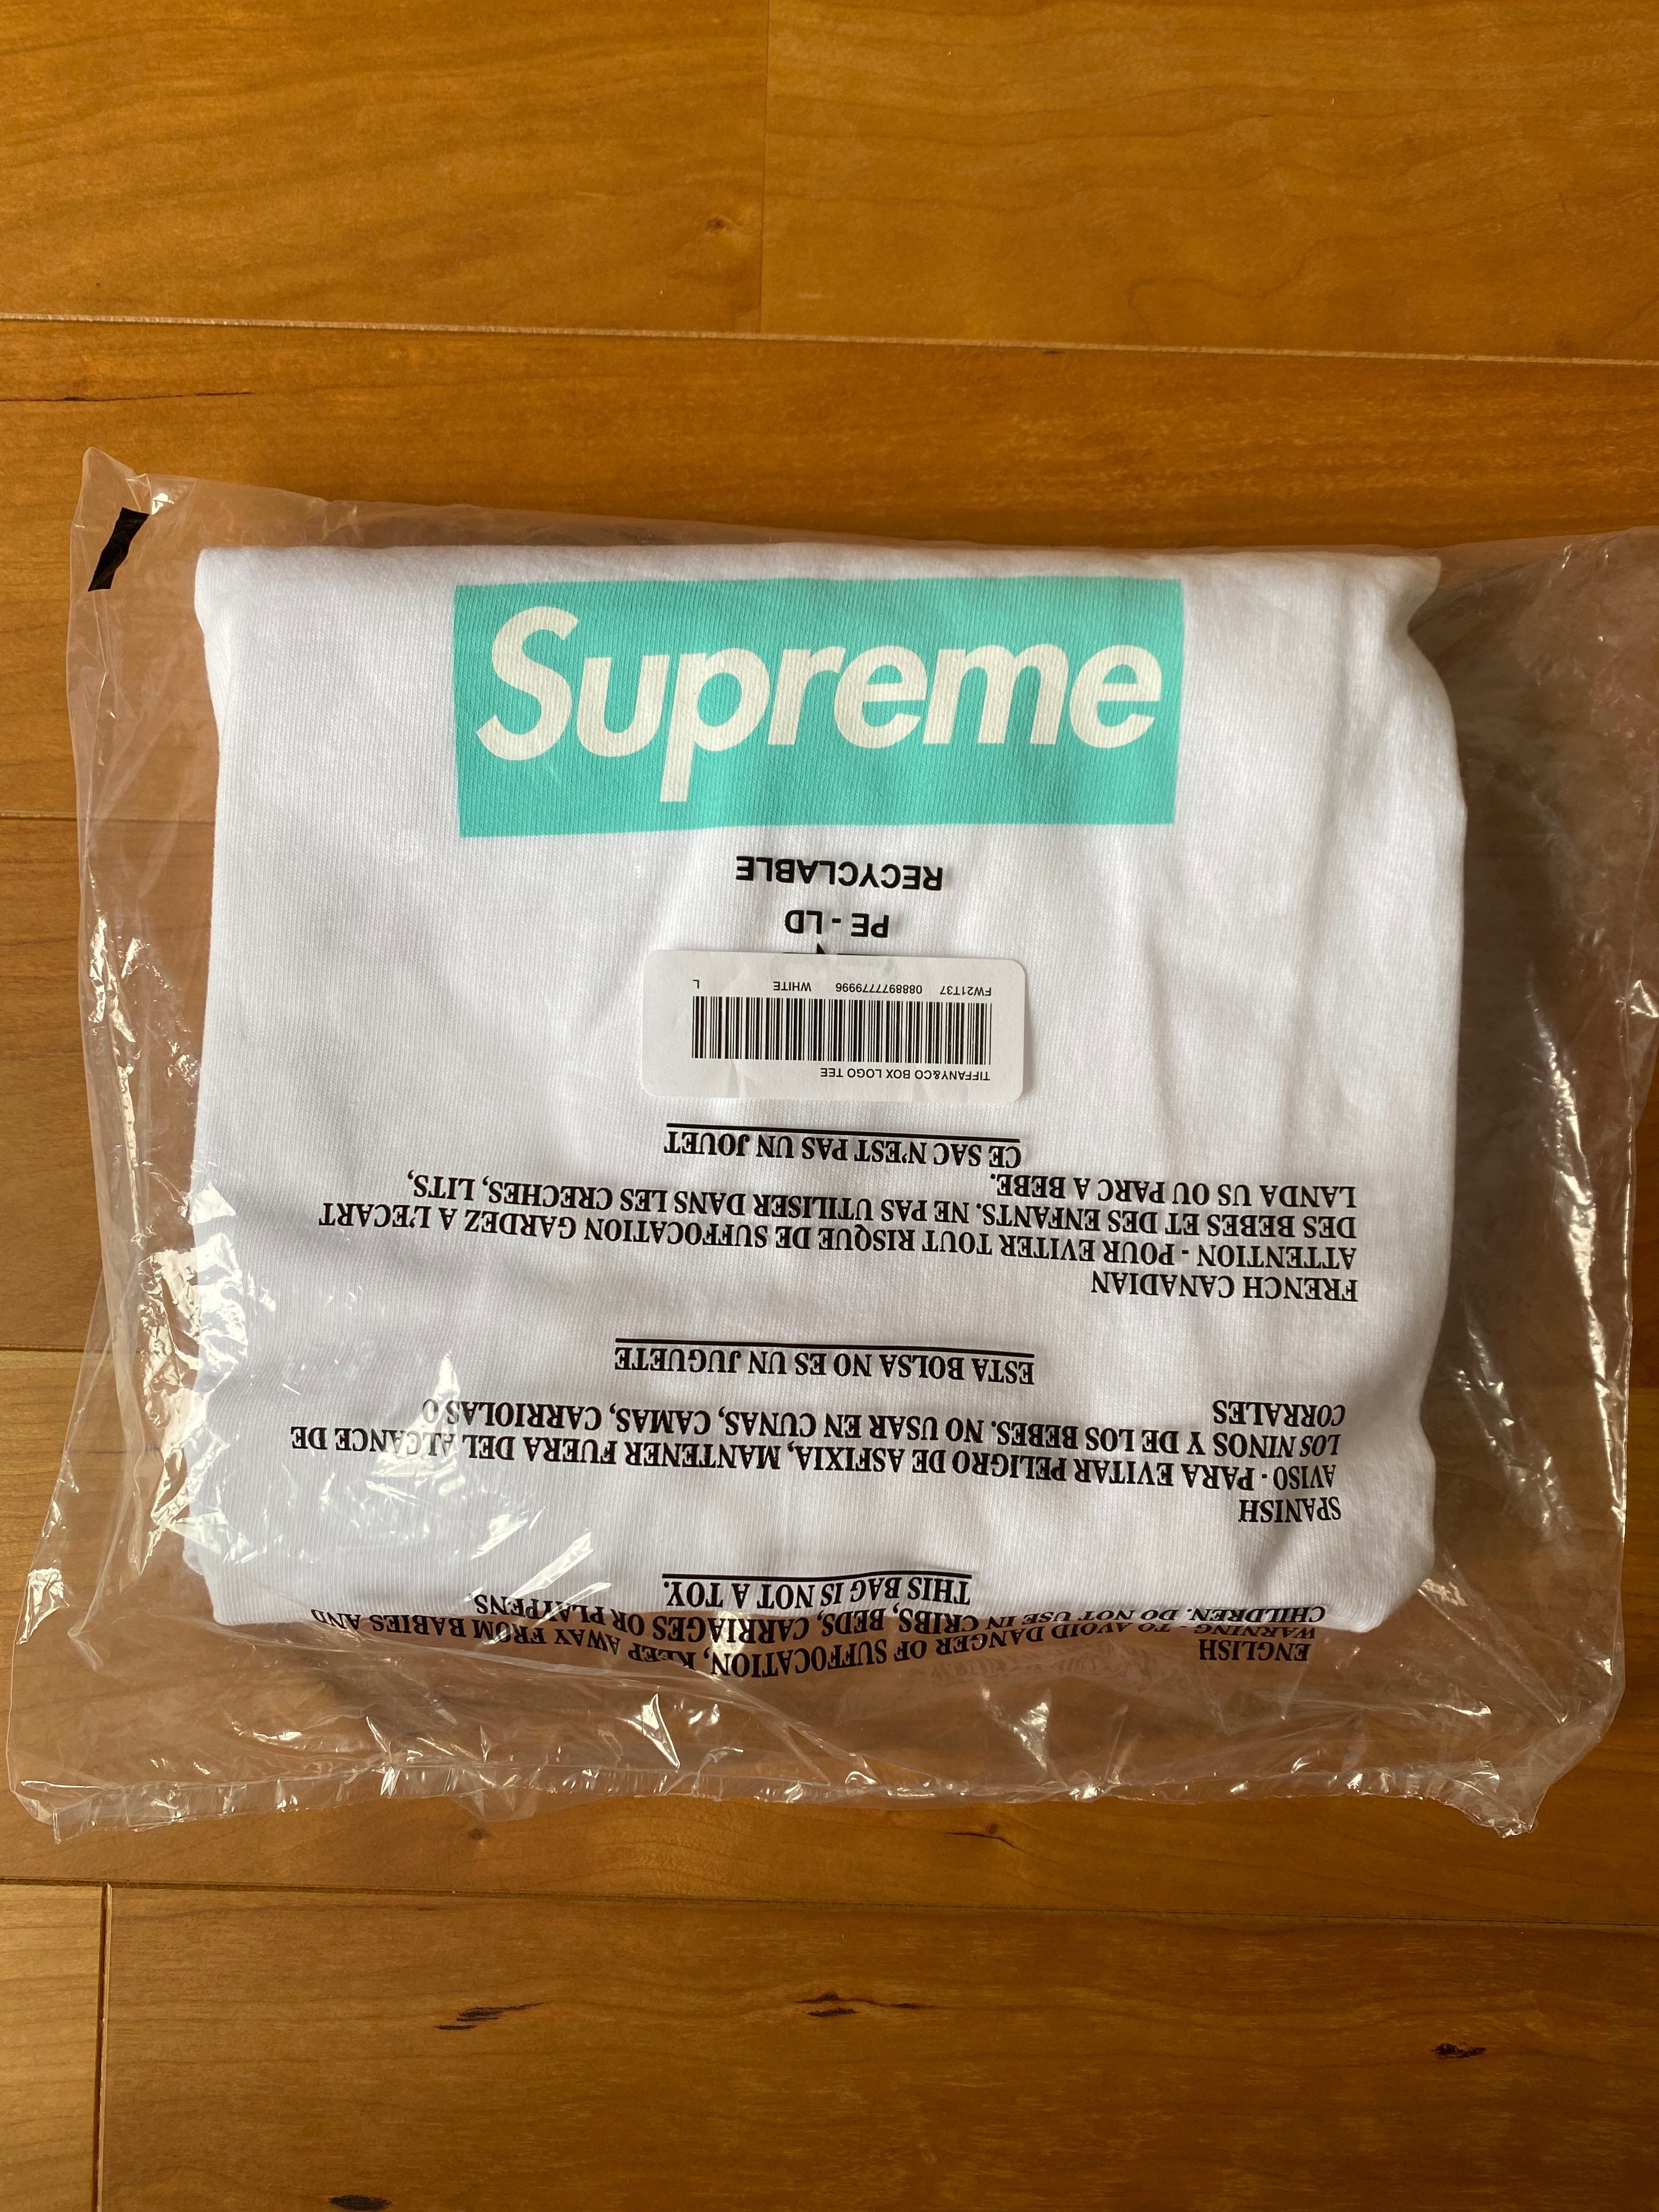 Supreme
ENGLISH
WARNING - TO AVOID DANGER OF SUFFOCATION, KEEP AWAY FROM BABIES AND
CHILDREN. DO NOT USE IN CRIBS, BEDS, CARRIAGES OR PLAYPENS
THIS BAG IS NOT A TOY.
SPANISH
AVISO - PARA EVITAR PELIGRO DE ASFIXIA, MANTENER FUERA DEL ALCANCE DE
LOS NINOS Y DE LOS BEBES. NO USAR EN CUNAS, CAMAS, CARRIOLAS O
CORRALES
ESTA BOLSA NO ES UN JUGUETE
FRENCH CANADIAN
ATTENTION - POUR EVITER TOUT RISQUE DE SUFFOCATION GARDEZ A L'ECART
DES BEBES ET DES ENFANTS. NE PAS UTILISER DANS LES CRECHES, LITS,
LANDA US OU PARC A BEBE.
CE SAC N'EST PAS UN JOUET
TIFFANY&CO BOX LOGO TEE
FW21T37 0888977779996 WHITE L
PE - LD
RECYCLABLE